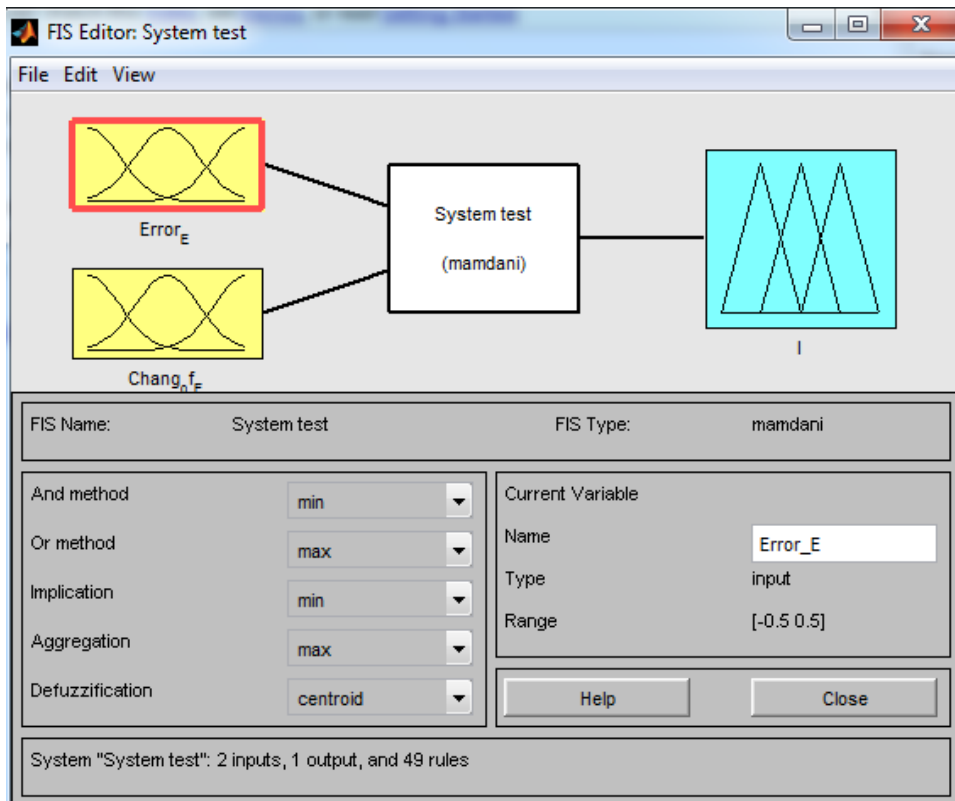 FIS Editor: System test
File Edit View
Error_E
System test
(mamdani)
Chang_of_E
I
FIS Name: System test FIS Type: mamdani
And method min
Or method max
Implication min
Aggregation max
Defuzzification centroid
Current Variable
Name Error_E
Type input
Range [-0.5 0.5]
Help Close
System "System test": 2 inputs, 1 output, and 49 rules